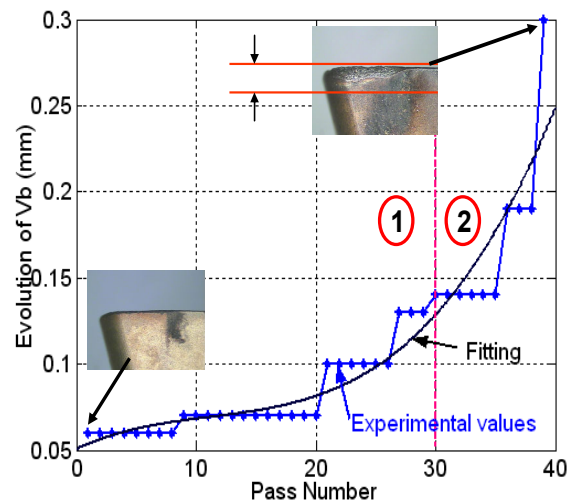 0.3
0.25
0.2
0.15
0.1
0.05
Evolution of Vb (mm)
1 2
Fitting
Experimental values
0 10 20 30 40
Pass Number